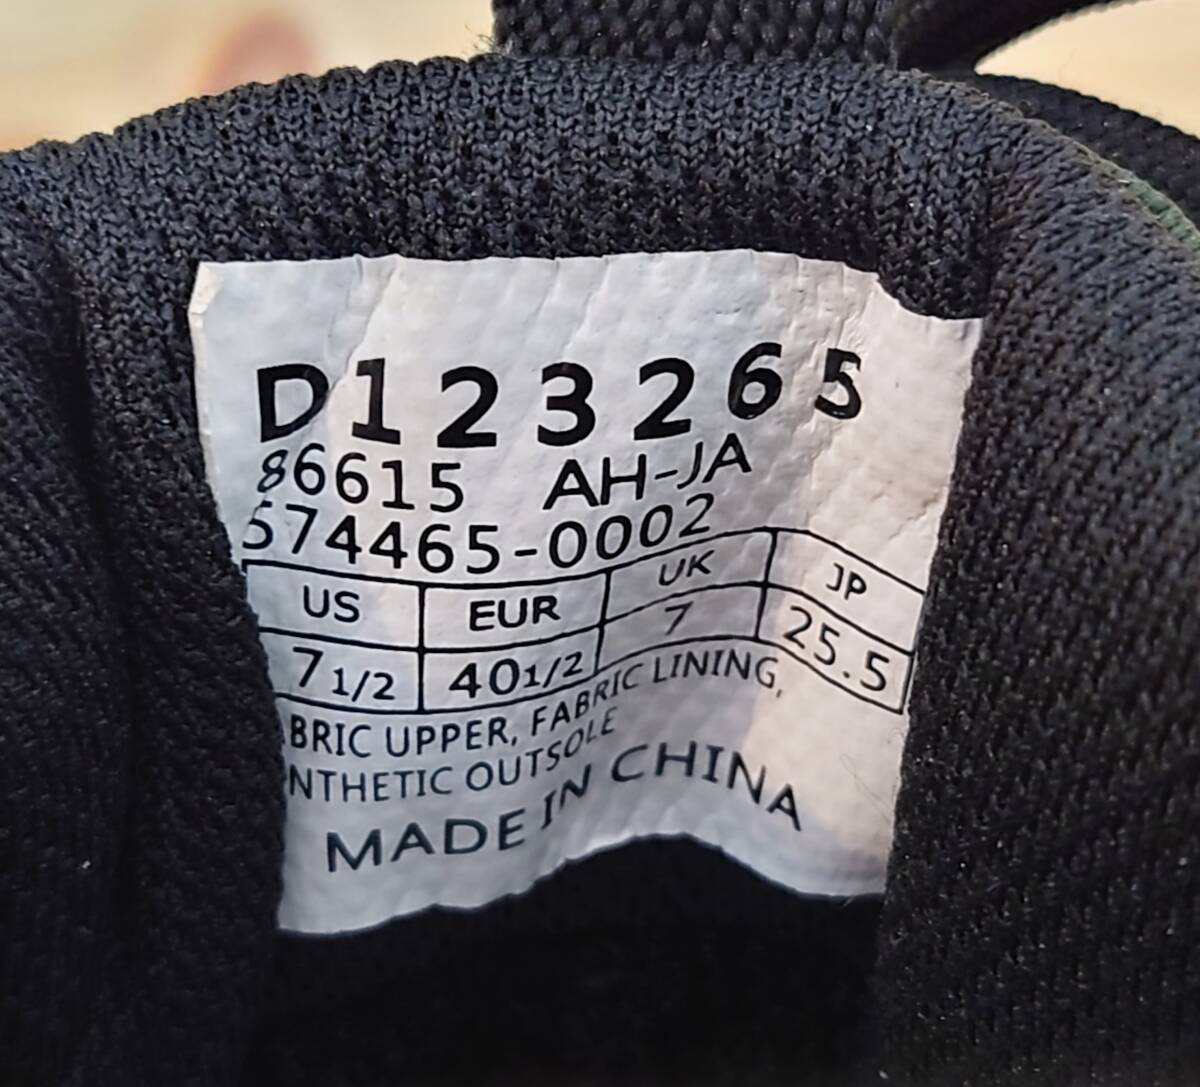 D123265
86615 AH-JA
574465-0002
US EUR UK JP
7 1/2 40 1/2 7 25.5
BRIC UPPER, FABRIC LINING,
NTHETIC OUTSOLE
MADE IN CHINA